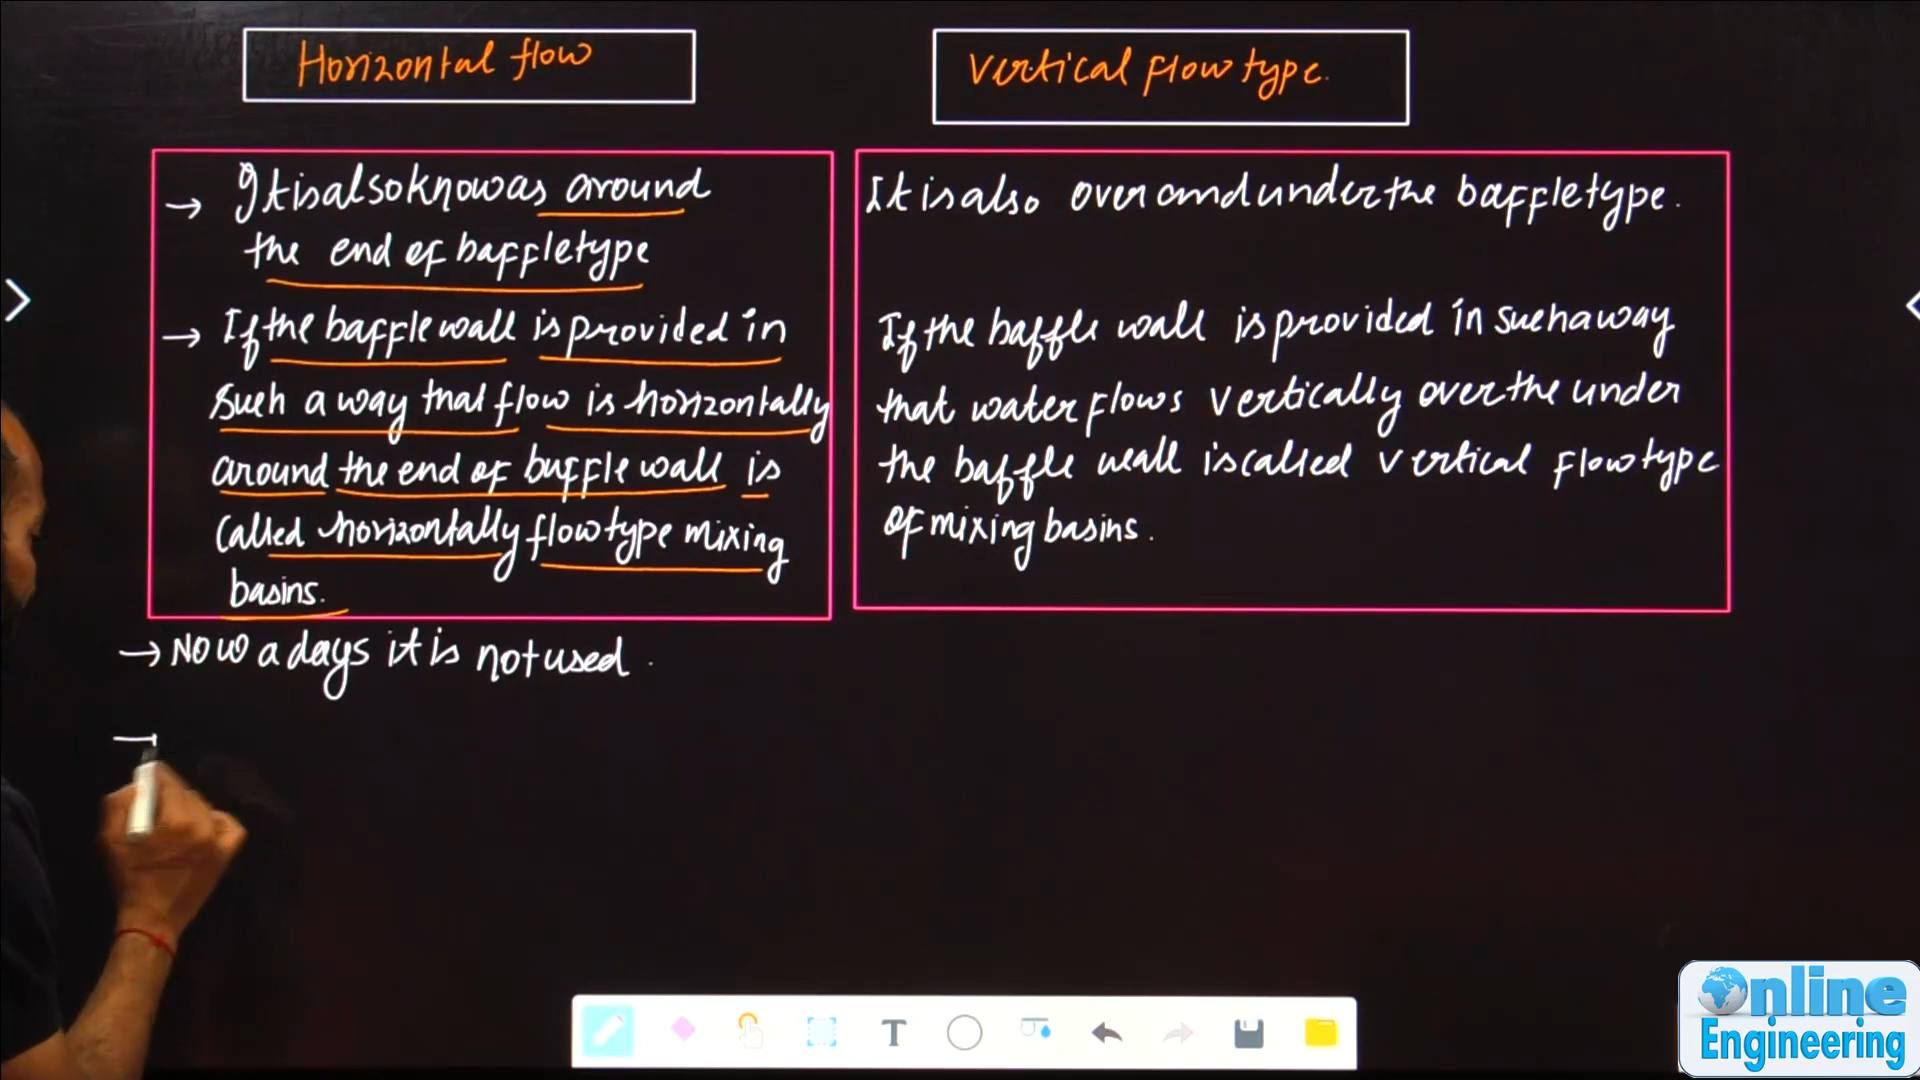 Horizontal flow
Vertical flow type.
→ It is also know as around
the end of baffle type
→ If the baffle wall is provided in
such a way that flow is horizontally
around the end of buffle wall is
called horizontally flow type mixing
basins.
→ Now a days it is not used.
It is also over and under the baffle type.
If the baffle wall is provided in such a way
that water flows vertically over the under
the baffle wall is called vertical flow type
of mixing basins.
T
Online
Engineering